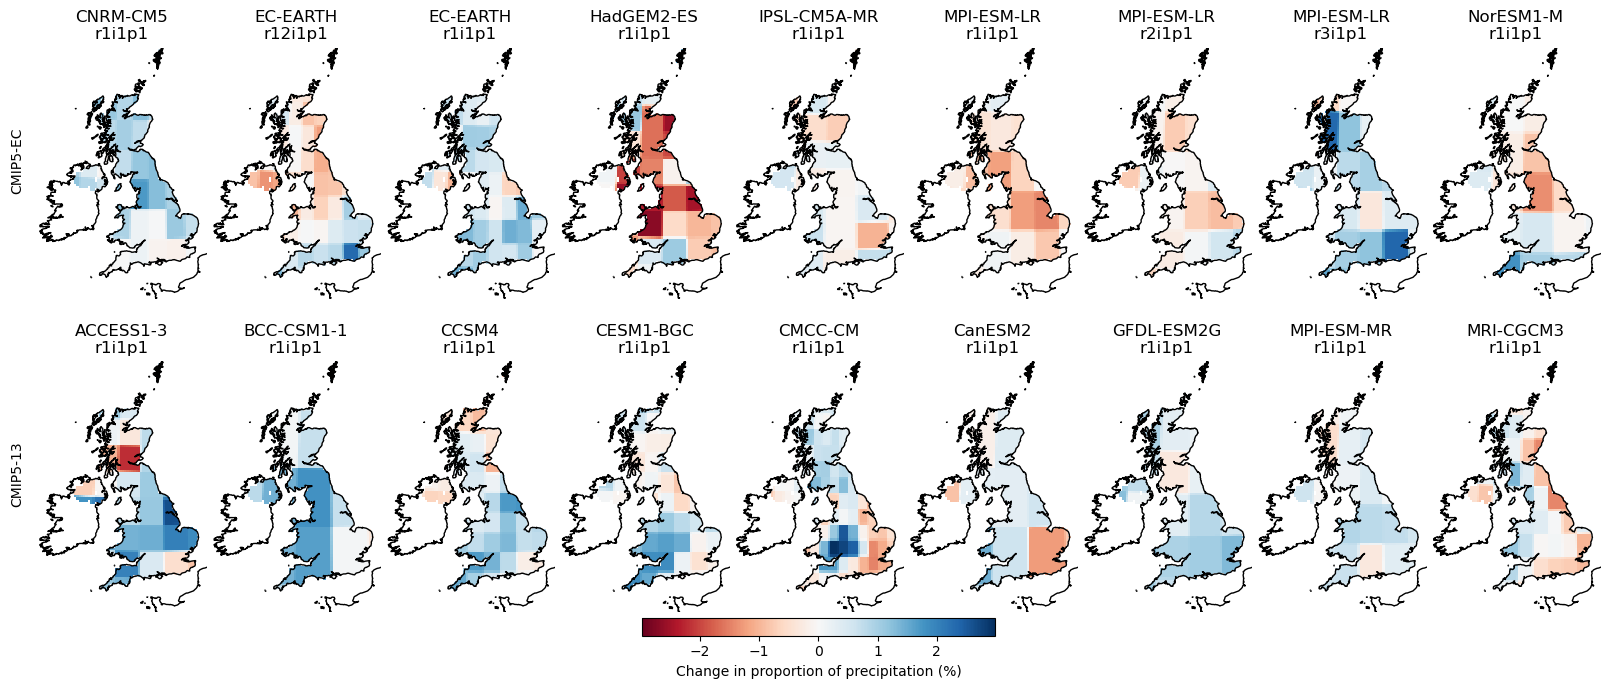 CNRM-CM5 EC-EARTH EC-EARTH HadGEM2-ES IPSL-CM5A-MR MPI-ESM-LR MPI-ESM-LR MPI-ESM-LR NorESM1-M
r1i1p1 r12i1p1 r1i1p1 r1i1p1 r1i1p1 r1i1p1 r2i1p1 r3i1p1 r1i1p1
CMIP5-EC
ACCESS1-3 BCC-CSM1-1 CCSM4 CESM1-BGC CMCC-CM CanESM2 GFDL-ESM2G MPI-ESM-MR MRI-CGCM3
r1i1p1 r1i1p1 r1i1p1 r1i1p1 r1i1p1 r1i1p1 r1i1p1 r1i1p1 r1i1p1
CMIP5-13
−2 −1 0 1 2
Change in proportion of precipitation (%)